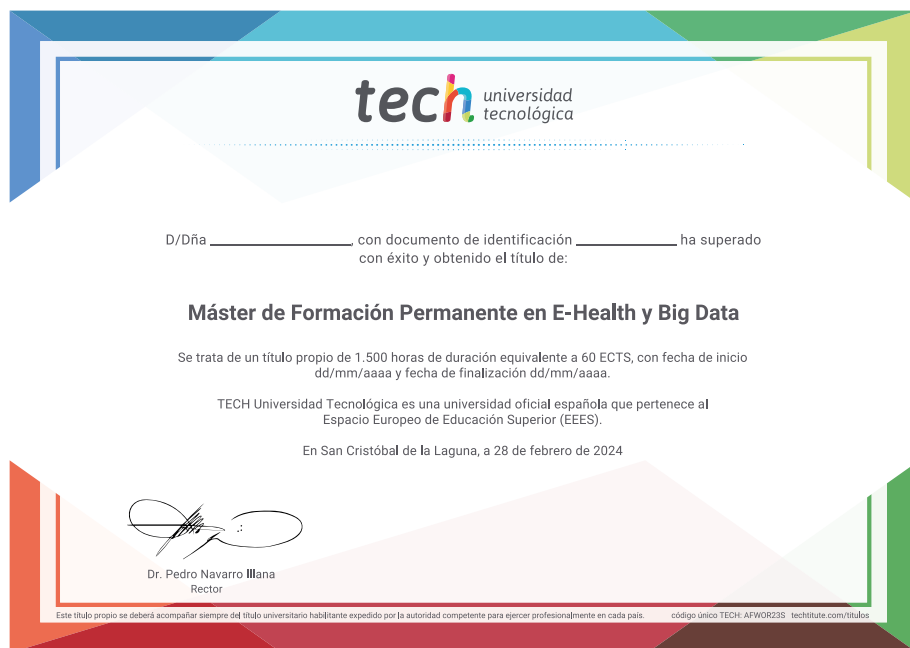 tech universidad
tecnológica
D/Dña ____________________, con documento de identificación ______________ ha superado
con éxito y obtenido el título de:
Máster de Formación Permanente en E-Health y Big Data
Se trata de un título propio de 1.500 horas de duración equivalente a 60 ECTS, con fecha de inicio
dd/mm/aaaa y fecha de finalización dd/mm/aaaa.
TECH Universidad Tecnológica es una universidad oficial española que pertenece al
Espacio Europeo de Educación Superior (EEES).
En San Cristóbal de la Laguna, a 28 de febrero de 2024
Dr. Pedro Navarro Illana
Rector
Este título propio se deberá acompañar siempre del título universitario habilitante expedido por la autoridad competente para ejercer profesionalmente en cada país. código único TECH: AFWOR23S techtitute.com/titulos